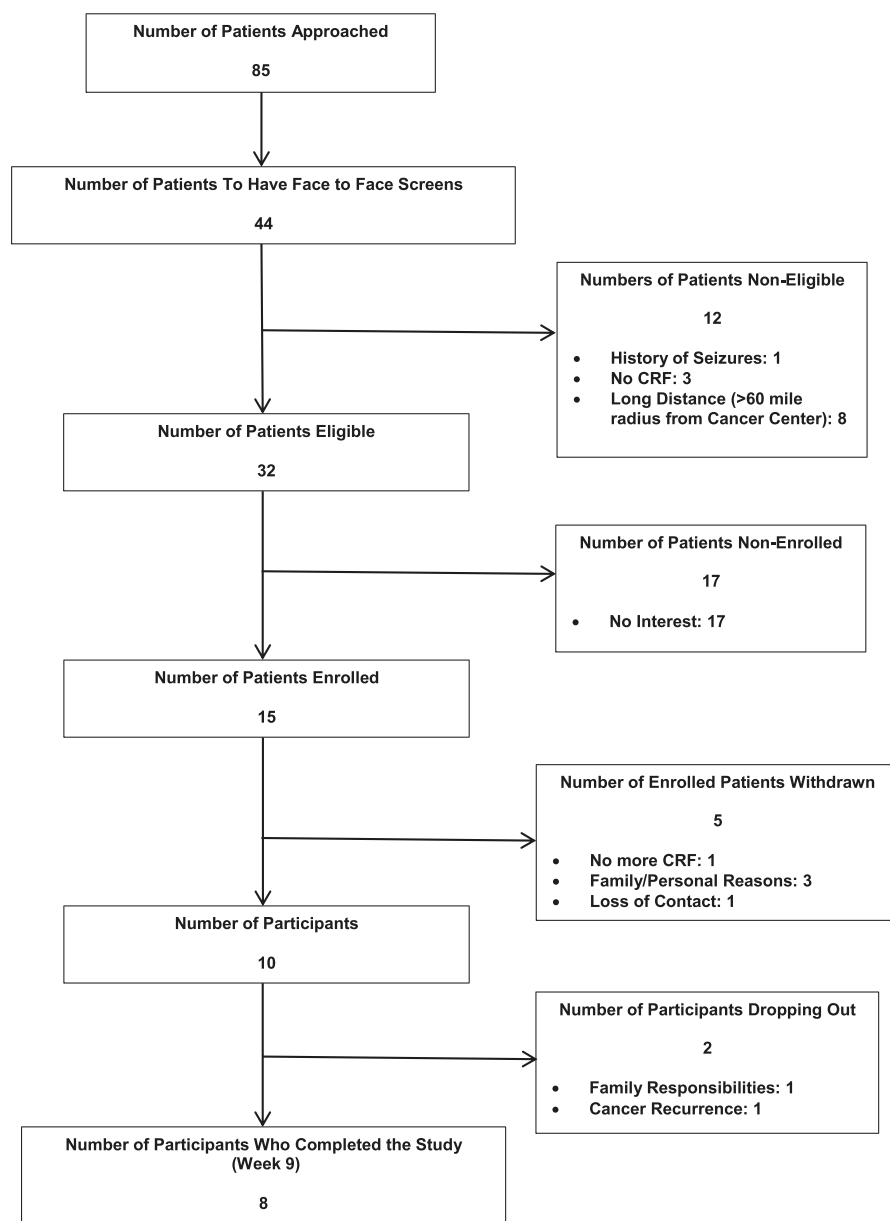 Number of Patients Approached
85
Number of Patients To Have Face to Face Screens
44
Numbers of Patients Non-Eligible
12
• History of Seizures: 1
• No CRF: 3
• Long Distance (>60 mile
radius from Cancer Center): 8
Number of Patients Eligible
32
Number of Patients Non-Enrolled
17
• No Interest: 17
Number of Patients Enrolled
15
Number of Enrolled Patients Withdrawn
5
• No more CRF: 1
• Family/Personal Reasons: 3
• Loss of Contact: 1
Number of Participants
10
Number of Participants Dropping Out
2
• Family Responsibilities: 1
• Cancer Recurrence: 1
Number of Participants Who Completed the Study
(Week 9)
8